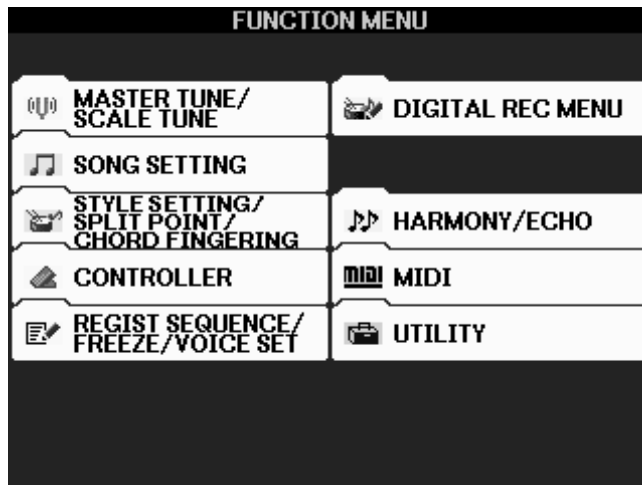 FUNCTION MENU
MASTER TUNE/
SCALE TUNE
DIGITAL REC MENU
SONG SETTING
STYLE SETTING/
SPLIT POINT/
CHORD FINGERING
HARMONY/ECHO
CONTROLLER
MIDI MIDI
REGIST SEQUENCE/
FREEZE/VOICE SET
UTILITY